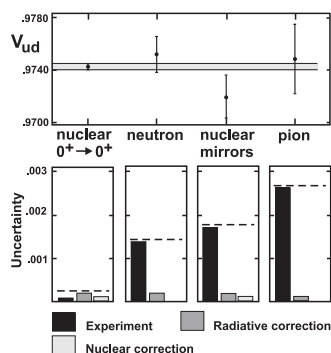 .9780
V ud
.9740
.9700
nuclear neutron nuclear pion
0+→0+ mirrors
.003
.002
.001
Uncertainty
Experiment Radiative correction
Nuclear correction